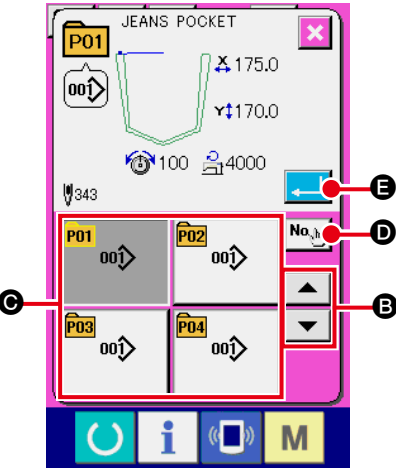 JEANS POCKET
P01
X 175.0
001
Y 170.0
100 4000
343
E
P01 001
P02 001
No.
D
C
B
P03 001
P04 001
i M